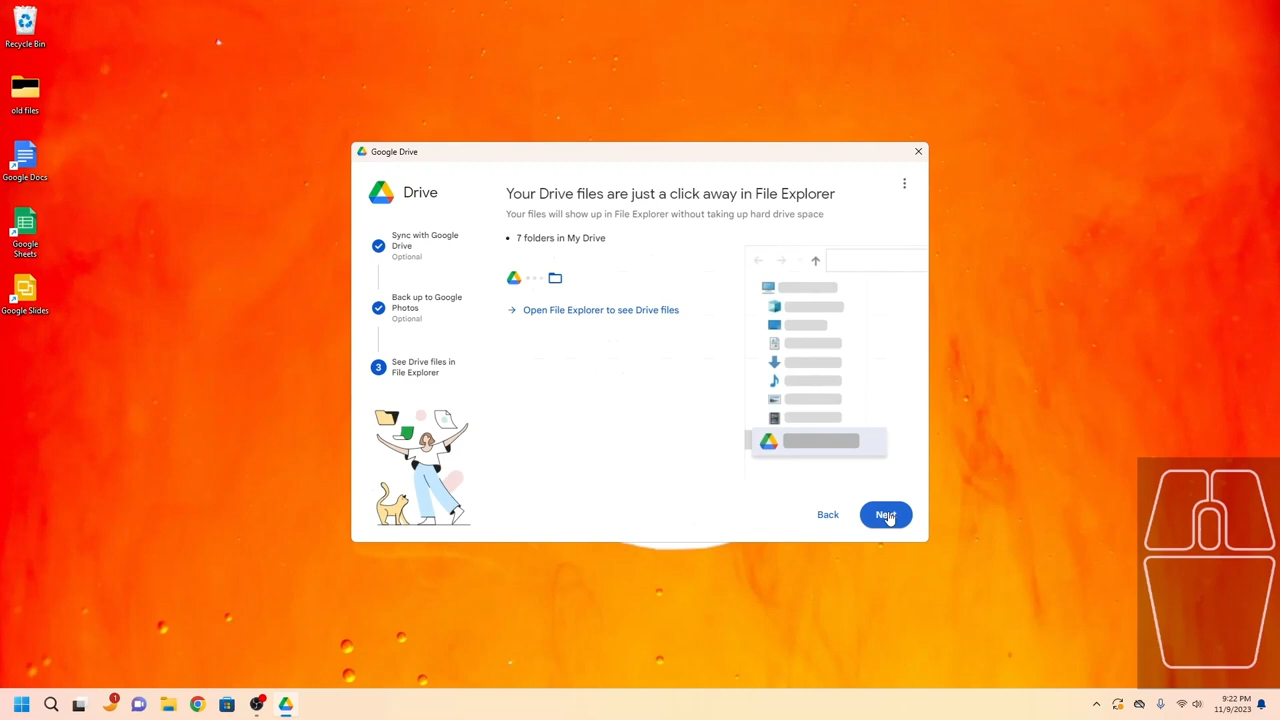 Recycle Bin
old files
Google Docs
Google
Sheets
Google Slides
Google Drive
Drive
Sync with Google
Drive
Optional
Back up to Google
Photos
Optional
3
See Drive files in
File Explorer
Your Drive files are just a click away in File Explorer
Your files will show up in File Explorer without taking up hard drive space
• 7 folders in My Drive
Open File Explorer to see Drive files
Back
Next
1
9:22 PM
11/9/2023